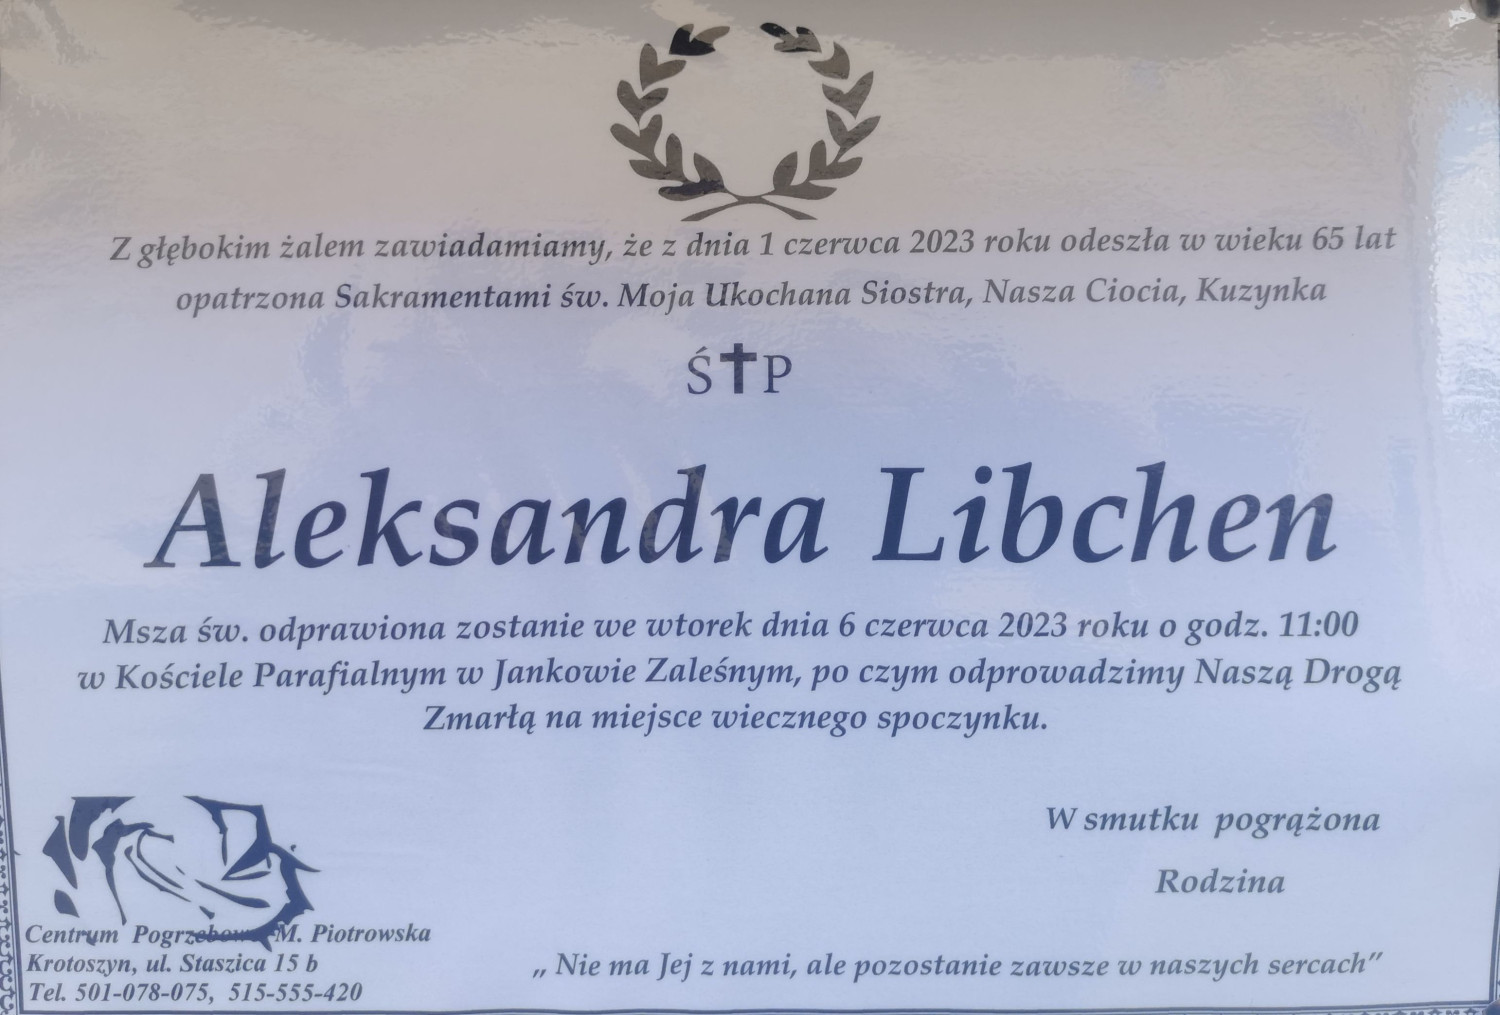 Z głębokim żalem zawiadamiamy, że z dnia 1 czerwca 2023 roku odeszła w wieku 65 lat
opatrzona Sakramentami św. Moja Ukochana Siostra, Nasza Ciocia, Kuzynka
Ś✝P
Aleksandra Libchen
Msza św. odprawiona zostanie we wtorek dnia 6 czerwca 2023 roku o godz. 11:00
w Kościele Parafialnym w Jankowie Zaleśnym, po czym odprowadzimy Naszą Drogą
Zmarłą na miejsce wiecznego spoczynku.
W smutku pogrążona
Rodzina
Centrum Pogrzebowe M. Piotrowska
Krotoszyn, ul. Staszica 15 b
Tel. 501-078-075, 515-555-420
„ Nie ma Jej z nami, ale pozostanie zawsze w naszych sercach”